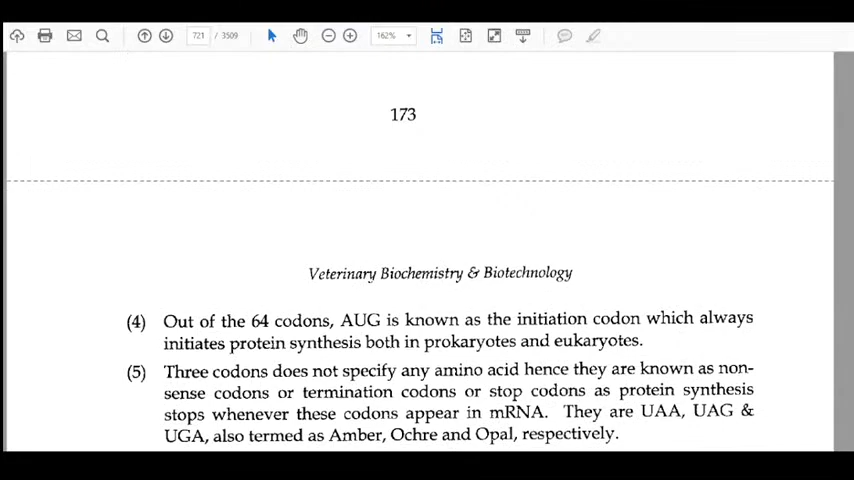 721 / 3509 162%
173
Veterinary Biochemistry & Biotechnology
(4) Out of the 64 codons, AUG is known as the initiation codon which always
initiates protein synthesis both in prokaryotes and eukaryotes.
(5) Three codons does not specify any amino acid hence they are known as non-
sense codons or termination codons or stop codons as protein synthesis
stops whenever these codons appear in mRNA. They are UAA, UAG &
UGA, also termed as Amber, Ochre and Opal, respectively.